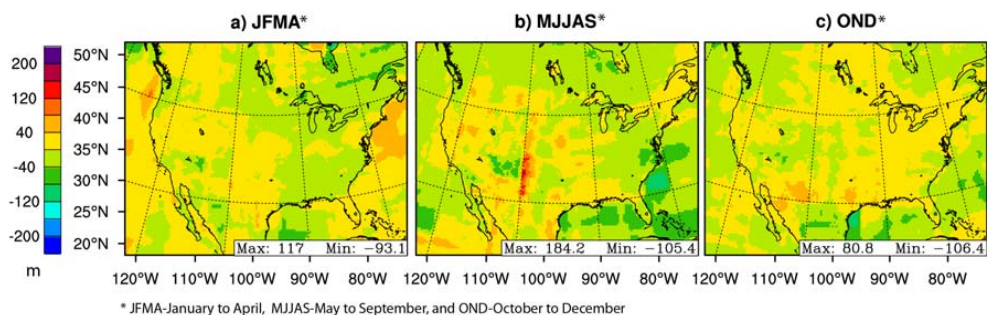 a) JFMA*
b) MJJAS*
c) OND*
200
120
40
-40
-120
-200
m
50°N
45°N
40°N
35°N
30°N
25°N
20°N
Max: 117 Min: −93.1
Max: 184.2 Min: −105.4
Max: 80.8 Min: −106.4
120°W 110°W 100°W 90°W 80°W
120°W 110°W 100°W 90°W 80°W
120°W 110°W 100°W 90°W 80°W
* JFMA-January to April, MJJAS-May to September, and OND-October to December